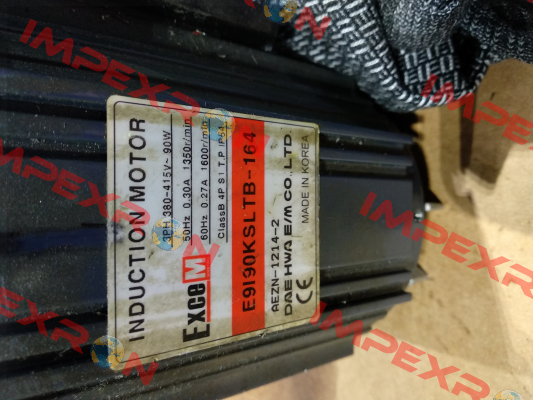 INDUCTION MOTOR
3PH 380-415V~ 90W
50Hz 0.30A 1350r/min
60Hz 0.27A 1600r/min
ClassB 4P S1 T.P IP54
ExceM
E9I90KSLTB-164
AEZN-1214-2
DAE HWA E/M CO., LTD.
MADE IN KOREA
CE
IMPEXRON
IMPEXRON
IMPEXRON
IMPEXRON
IMPEXRON